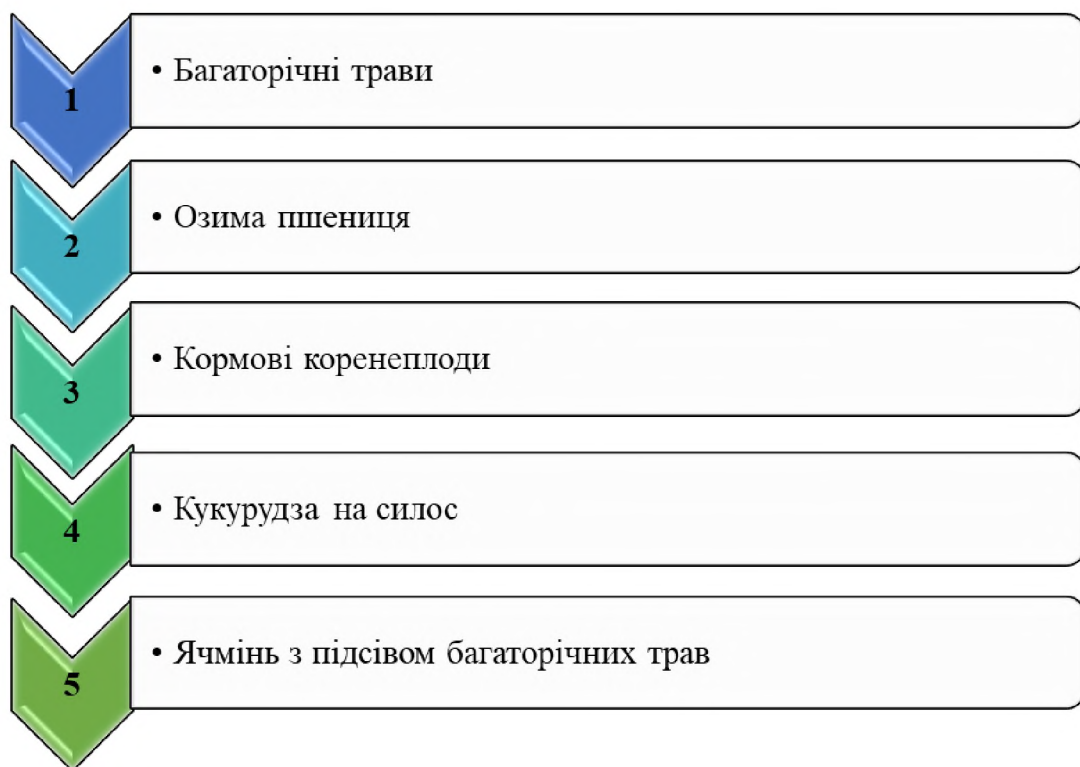 1 • Багаторічні трави
2 • Озима пшениця
3 • Кормові коренеплоди
4 • Кукурудза на силос
5 • Ячмінь з підсівом багаторічних трав